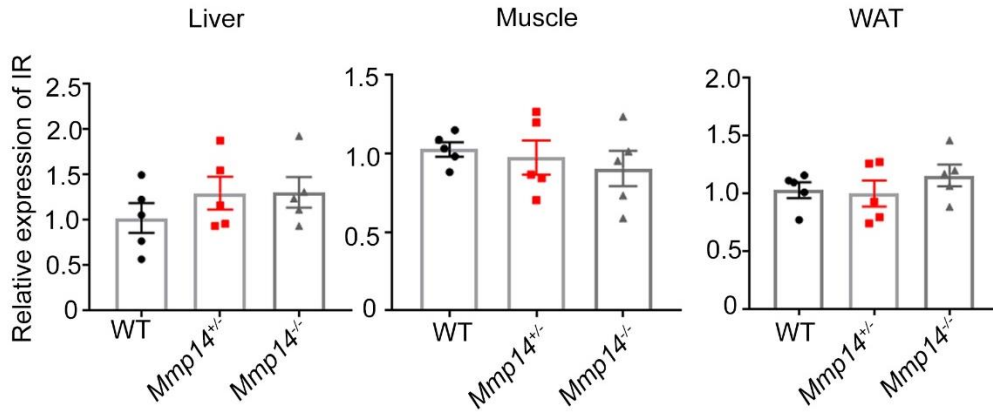 Liver
Muscle
WAT
Relative expression of IR
2.5
2.0
1.5
1.0
0.5
0
WT
Mmp14+/-
Mmp14-/-
1.5
1.0
0.5
0
WT
Mmp14+/-
Mmp14-/-
2.0
1.5
1.0
0.5
0
WT
Mmp14+/-
Mmp14-/-